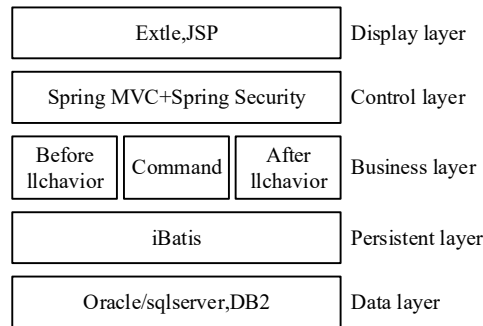 Extle,JSP
Display layer
Spring MVC+Spring Security
Control layer
Before
llchavior
Command
After
llchavior
Business layer
iBatis
Persistent layer
Oracle/sqlserver,DB2
Data layer